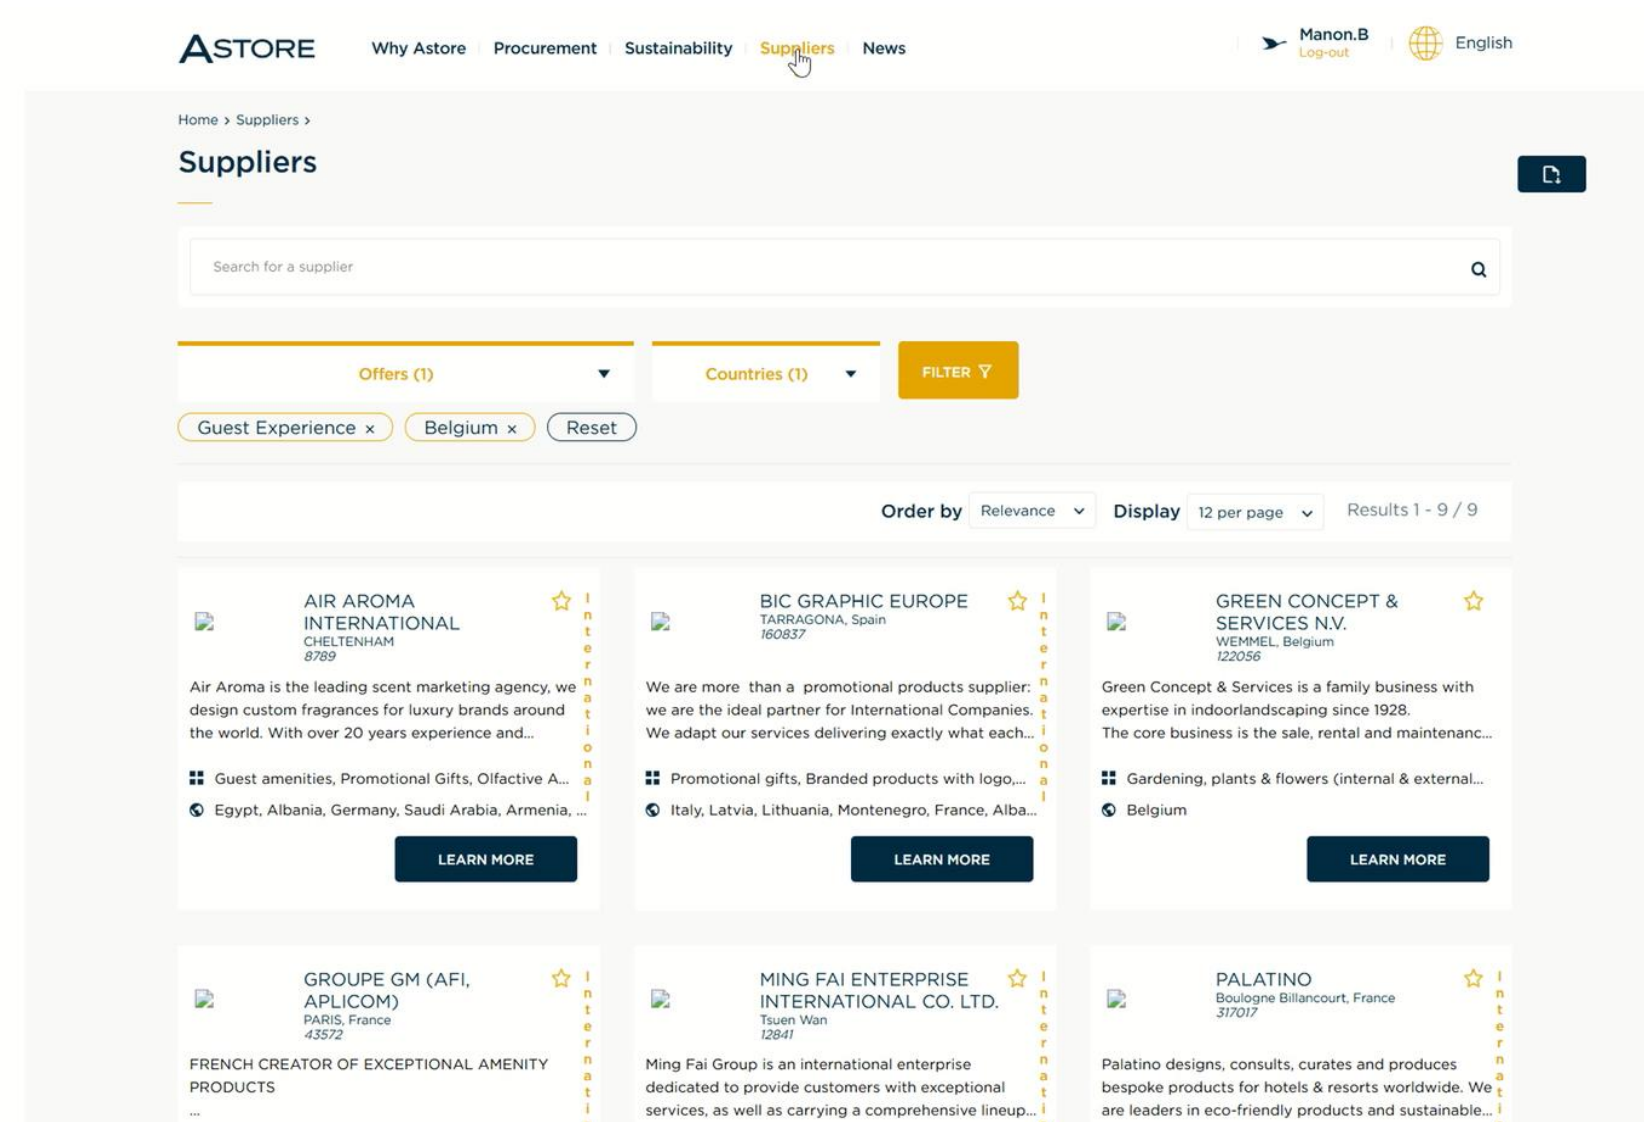 ASTORE
Why Astore
Procurement
Sustainability
Suppliers
News
Manon.B
Log-out
English
Home > Suppliers >
Suppliers
Search for a supplier
Offers (1)
Countries (1)
FILTER
Guest Experience ×
Belgium ×
Reset
Order by Relevance
Display 12 per page
Results 1 - 9 / 9
AIR AROMA
INTERNATIONAL
CHELTENHAM
8789
International
Air Aroma is the leading scent marketing agency, we
design custom fragrances for luxury brands around
the world. With over 20 years experience and...
Guest amenities, Promotional Gifts, Olfactive A...
Egypt, Albania, Germany, Saudi Arabia, Armenia, ...
LEARN MORE
BIC GRAPHIC EUROPE
TARRAGONA, Spain
160837
International
We are more than a promotional products supplier:
we are the ideal partner for International Companies.
We adapt our services delivering exactly what each...
Promotional gifts, Branded products with logo,...
Italy, Latvia, Lithuania, Montenegro, France, Alba...
LEARN MORE
GREEN CONCEPT &
SERVICES N.V.
WEMMEL, Belgium
122056
Green Concept & Services is a family business with
expertise in indoorlandscaping since 1928.
The core business is the sale, rental and maintenanc...
Gardening, plants & flowers (internal & external...
Belgium
LEARN MORE
GROUPE GM (AFI,
APLICOM)
PARIS, France
43572
Internati
FRENCH CREATOR OF EXCEPTIONAL AMENITY
PRODUCTS
...
MING FAI ENTERPRISE
INTERNATIONAL CO. LTD.
Tsuen Wan
12841
Internati
Ming Fai Group is an international enterprise
dedicated to provide customers with exceptional
services, as well as carrying a comprehensive lineup...
PALATINO
Boulogne Billancourt, France
317017
Internati
Palatino designs, consults, curates and produces
bespoke products for hotels & resorts worldwide. We
are leaders in eco-friendly products and sustainable...